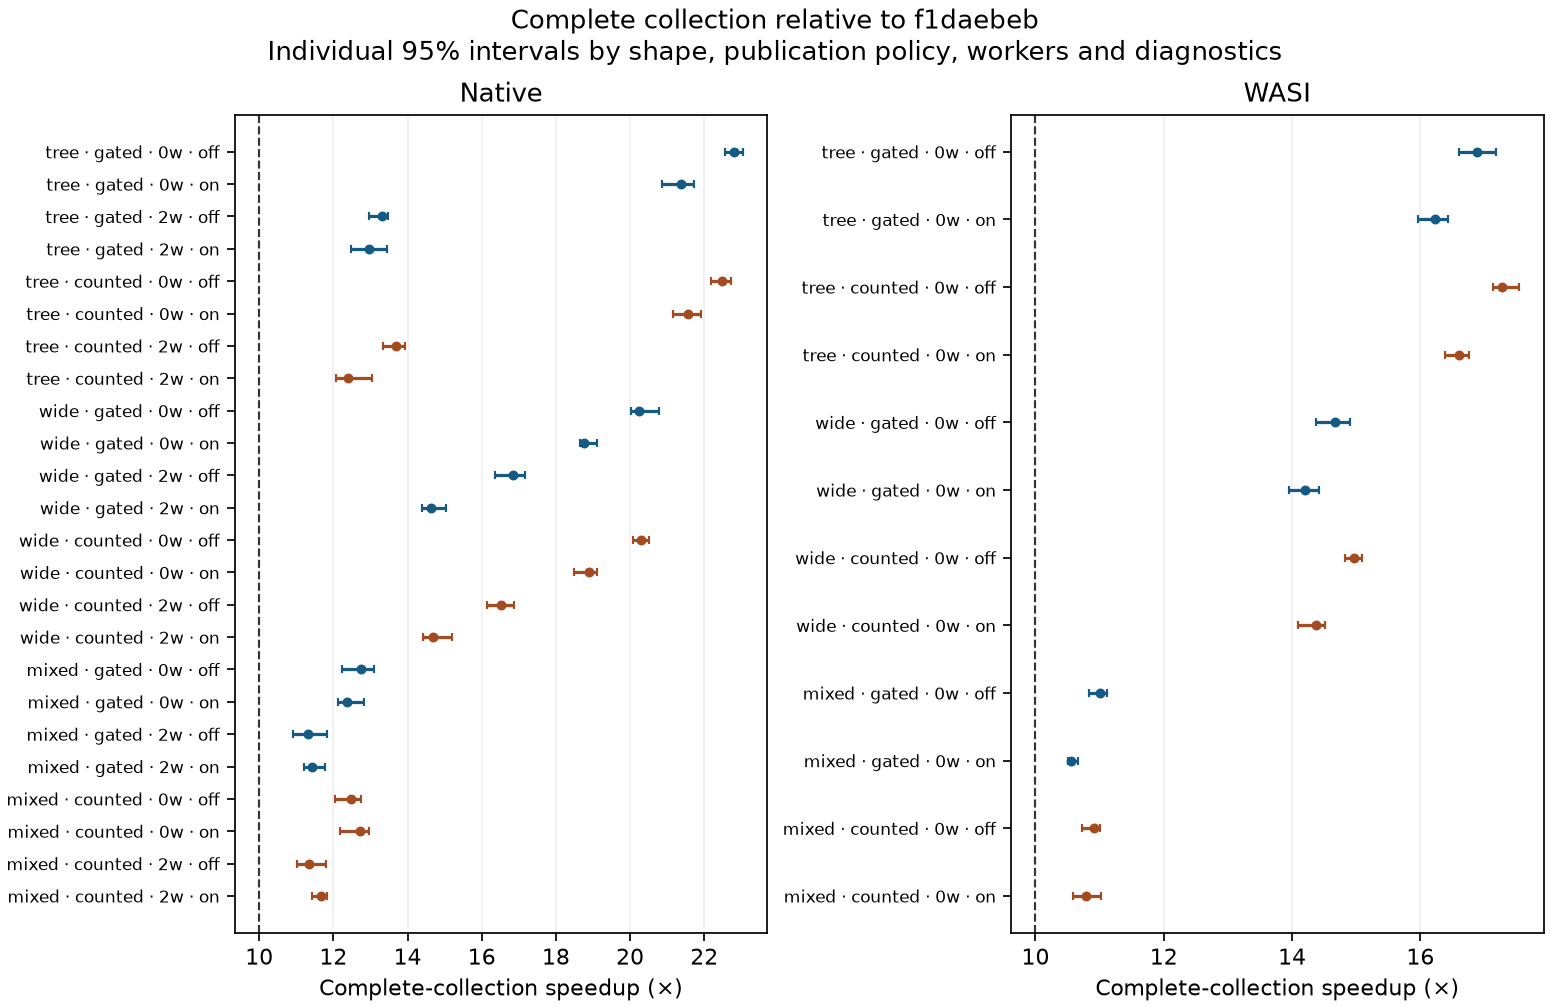 Complete collection relative to f1daebeb
Individual 95% intervals by shape, publication policy, workers and diagnostics
Native
tree · gated · 0w · off
tree · gated · 0w · on
tree · gated · 2w · off
tree · gated · 2w · on
tree · counted · 0w · off
tree · counted · 0w · on
tree · counted · 2w · off
tree · counted · 2w · on
wide · gated · 0w · off
wide · gated · 0w · on
wide · gated · 2w · off
wide · gated · 2w · on
wide · counted · 0w · off
wide · counted · 0w · on
wide · counted · 2w · off
wide · counted · 2w · on
mixed · gated · 0w · off
mixed · gated · 0w · on
mixed · gated · 2w · off
mixed · gated · 2w · on
mixed · counted · 0w · off
mixed · counted · 0w · on
mixed · counted · 2w · off
mixed · counted · 2w · on
10 12 14 16 18 20 22
Complete-collection speedup (×)
WASI
tree · gated · 0w · off
tree · gated · 0w · on
tree · counted · 0w · off
tree · counted · 0w · on
wide · gated · 0w · off
wide · gated · 0w · on
wide · counted · 0w · off
wide · counted · 0w · on
mixed · gated · 0w · off
mixed · gated · 0w · on
mixed · counted · 0w · off
mixed · counted · 0w · on
10 12 14 16
Complete-collection speedup (×)